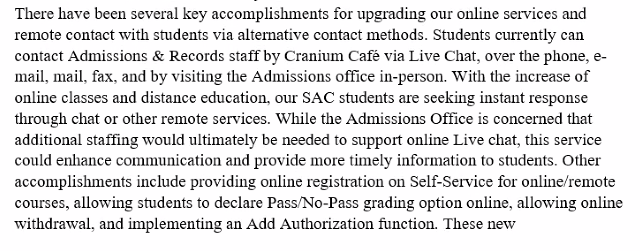 There have been several key accomplishments for upgrading our online services and
remote contact with students via alternative contact methods. Students currently can
contact Admissions & Records staff by Cranium Café via Live Chat, over the phone, e-
mail, mail, fax, and by visiting the Admissions office in-person. With the increase of
online classes and distance education, our SAC students are seeking instant response
through chat or other remote services. While the Admissions Office is concerned that
additional staffing would ultimately be needed to support online Live chat, this service
could enhance communication and provide more timely information to students. Other
accomplishments include providing online registration on Self-Service for online/remote
courses, allowing students to declare Pass/No-Pass grading option online, allowing online
withdrawal, and implementing an Add Authorization function. These new